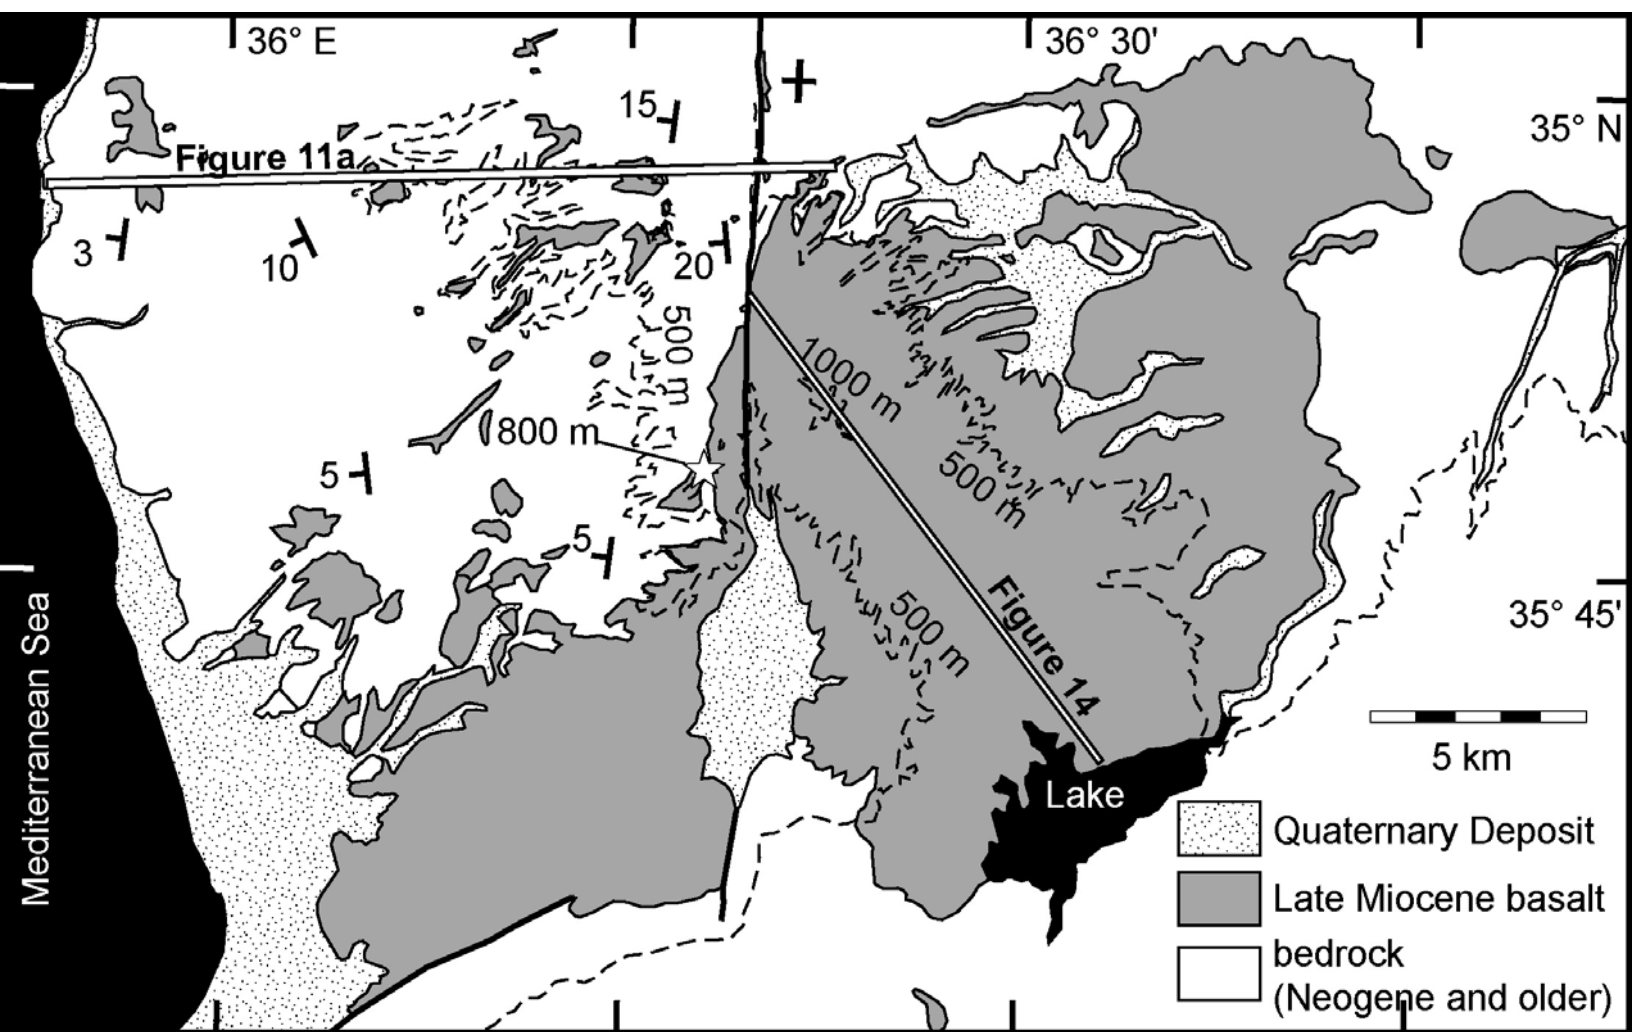 36° E
36° 30'
15
35° N
Figure 11a
3
10
20
500 m
1000 m
800 m
5
500 m
5
500 m
Figure 14
35° 45'
Mediterranean Sea
5 km
Lake
Quaternary Deposit
Late Miocene basalt
bedrock
(Neogene and older)